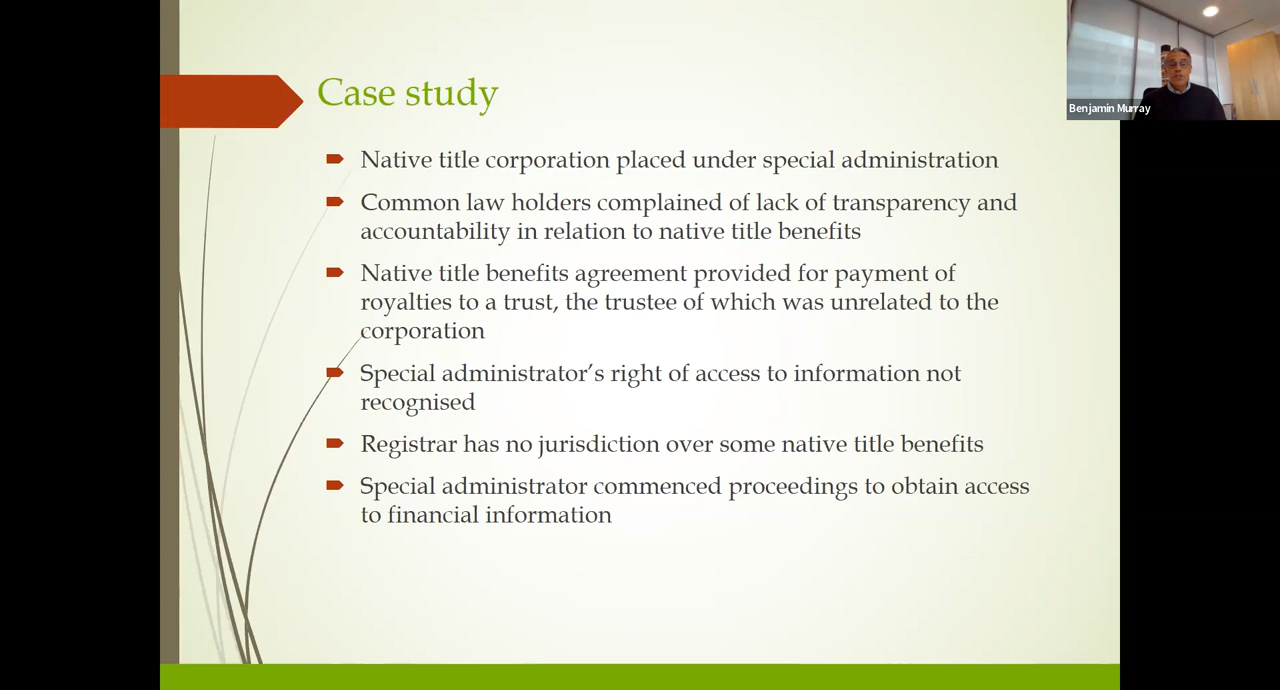 Case study
Native title corporation placed under special administration
Common law holders complained of lack of transparency and
accountability in relation to native title benefits
Native title benefits agreement provided for payment of
royalties to a trust, the trustee of which was unrelated to the
corporation
Special administrator’s right of access to information not
recognised
Registrar has no jurisdiction over some native title benefits
Special administrator commenced proceedings to obtain access
to financial information
Benjamin Murray